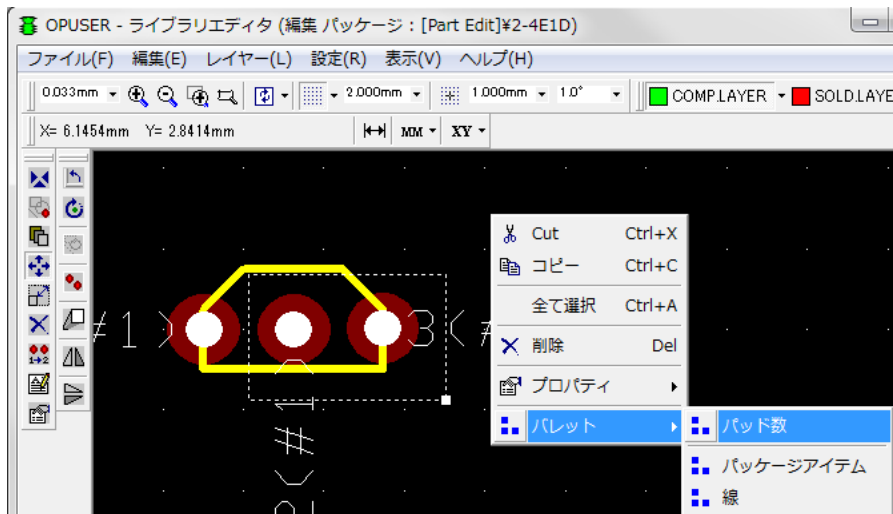 OPUSER - ライブラリエディタ (編集 パッケージ : [Part Edit]¥2-4E1D)
ファイル(F) 編集(E) レイヤー(L) 設定(R) 表示(V) ヘルプ(H)
0.033mm 2.000mm 1.000mm 1.0° COMP.LAYER SOLD.LAYE
X= 6.1454mm Y= 2.8414mm MM XY
Cut Ctrl+X
コピー Ctrl+C
全て選択 Ctrl+A
削除 Del
プロパティ
パレット
パッド数
パッケージアイテム
線
1)
3(
2(#1)